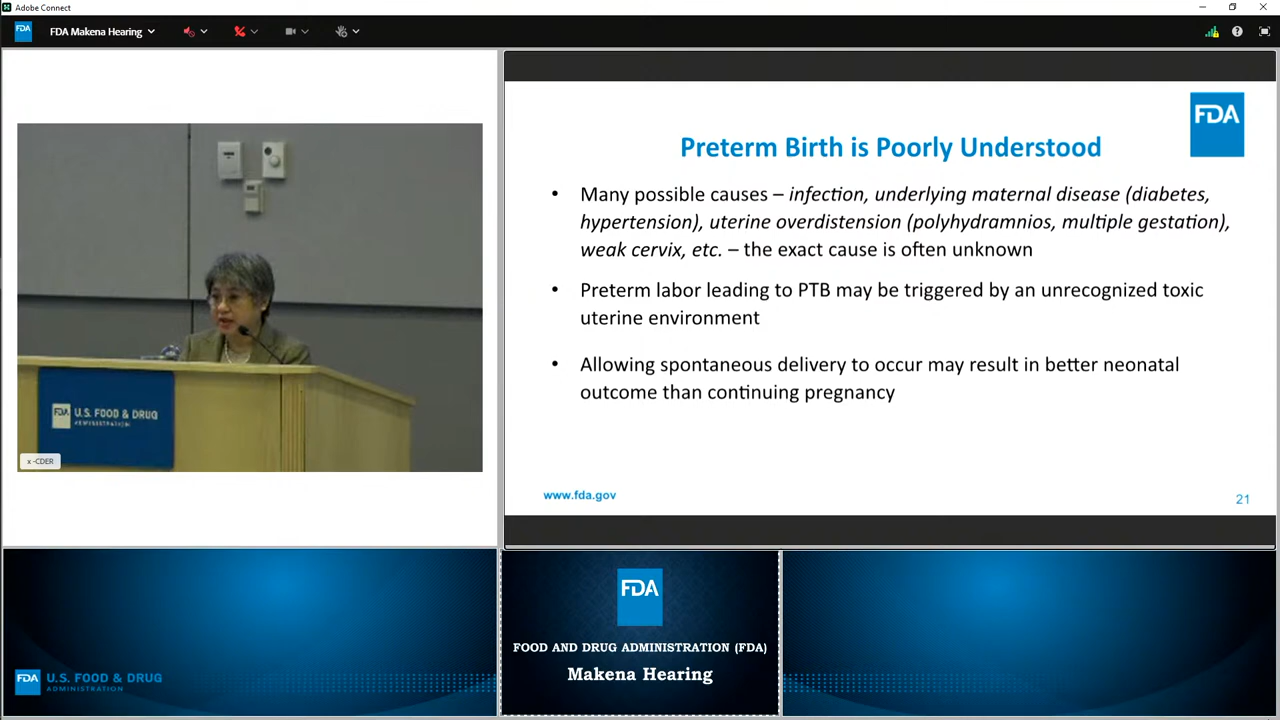 Adobe Connect
FDA
FDA Makena Hearing
FDA
Preterm Birth is Poorly Understood
• Many possible causes – infection, underlying maternal disease (diabetes,
hypertension), uterine overdistension (polyhydramnios, multiple gestation),
weak cervix, etc. – the exact cause is often unknown
• Preterm labor leading to PTB may be triggered by an unrecognized toxic
uterine environment
• Allowing spontaneous delivery to occur may result in better neonatal
outcome than continuing pregnancy
www.fda.gov
21
FDA U.S. FOOD & DRUG
ADMINISTRATION
x -CDER
FDA
FOOD AND DRUG ADMINISTRATION (FDA)
Makena Hearing
FDA U.S. FOOD & DRUG
ADMINISTRATION